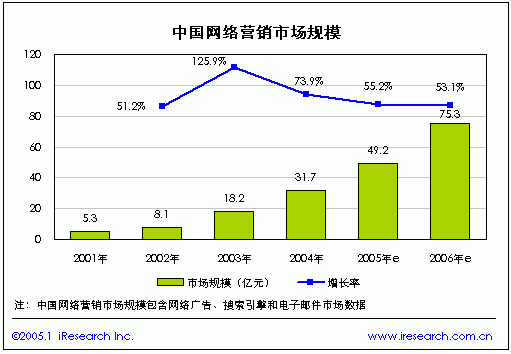 中国网络营销市场规模
120
100
80
60
40
20
0
51.2%
125.9%
73.9%
55.2%
53.1%
5.3
8.1
18.2
31.7
49.2
75.3
2001年
2002年
2003年
2004年
2005年e
2006年e
市场规模（亿元）
增长率
注： 中国网络营销市场规模包含网络广告、搜索引擎和电子邮件市场数据
©2005.1 iResearch Inc.
www.iresearch.com.cn